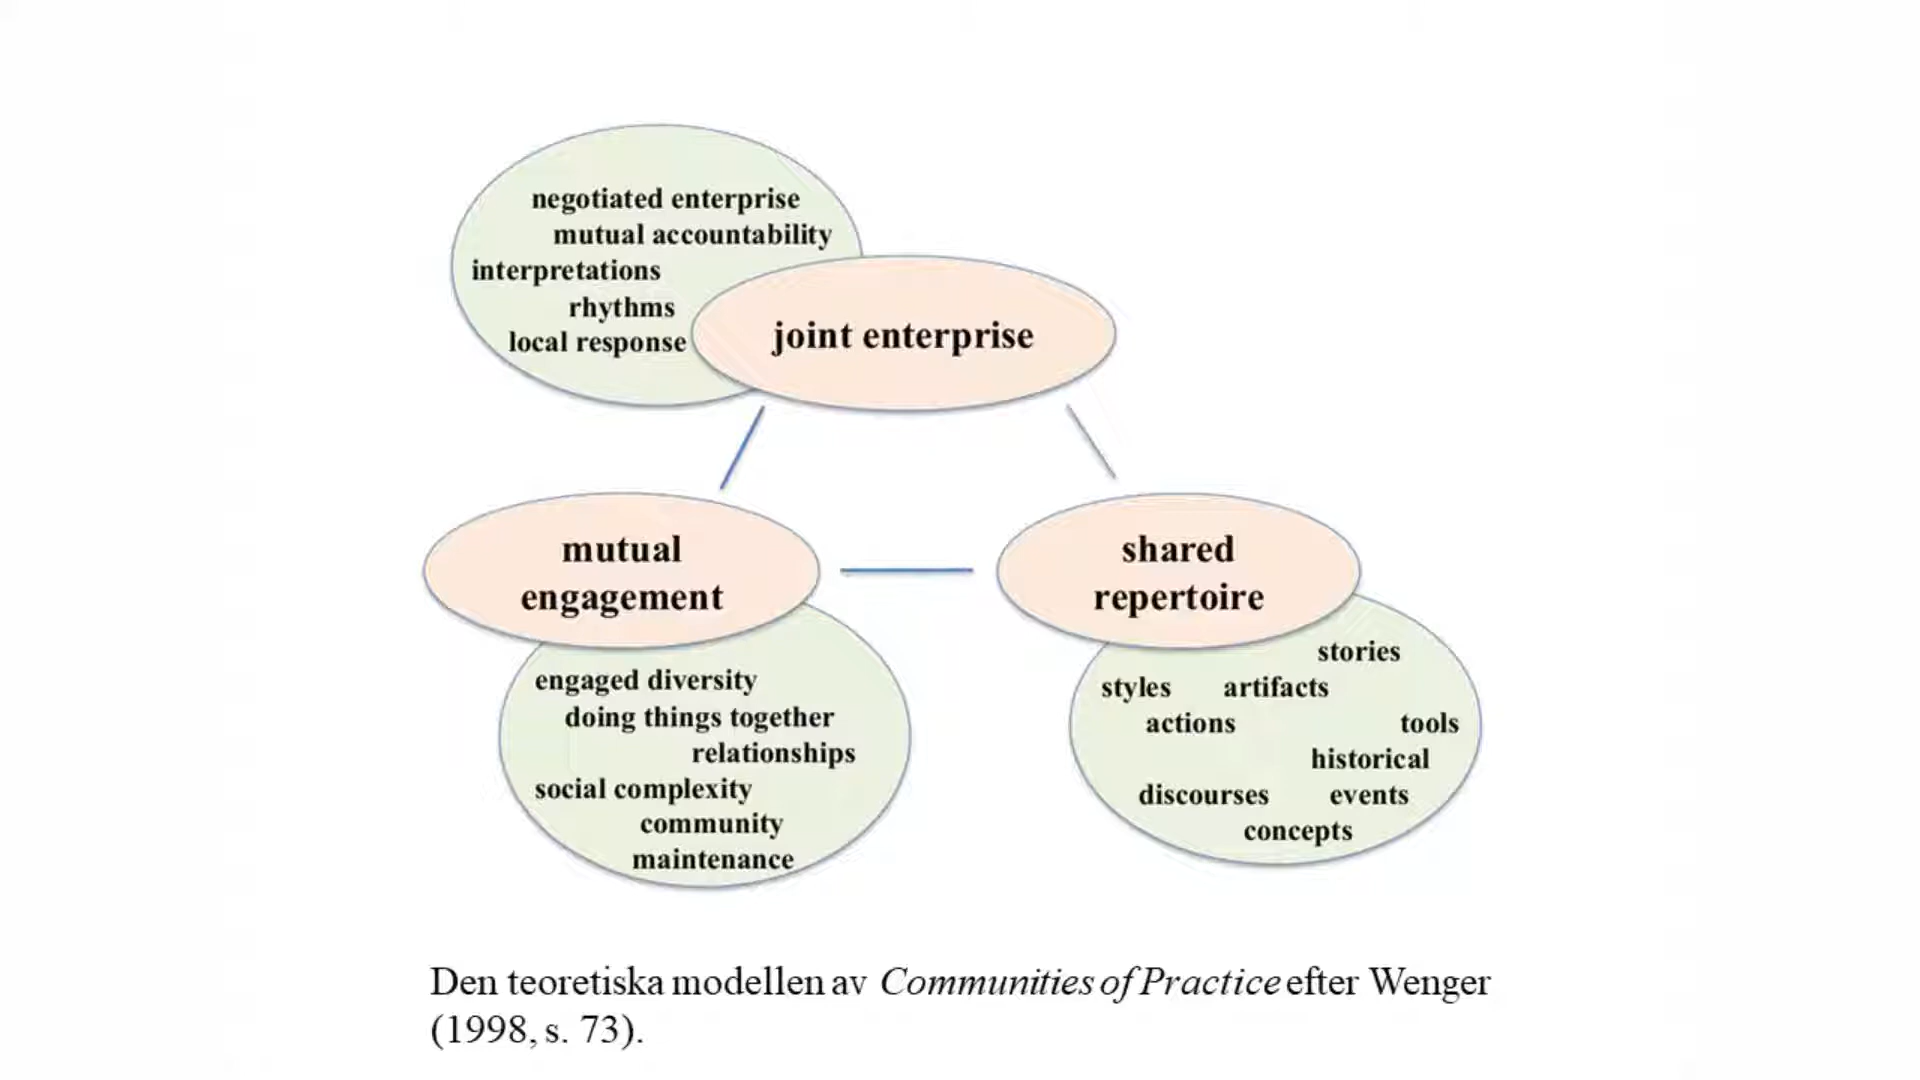 negotiated enterprise
mutual accountability
interpretations
rhythms
local response
joint enterprise
mutual
engagement
engaged diversity
doing things together
relationships
social complexity
community
maintenance
shared
repertoire
stories
styles artifacts
actions tools
historical
discourses events
concepts
Den teoretiska modellen av Communities of Practice efter Wenger
(1998, s. 73).